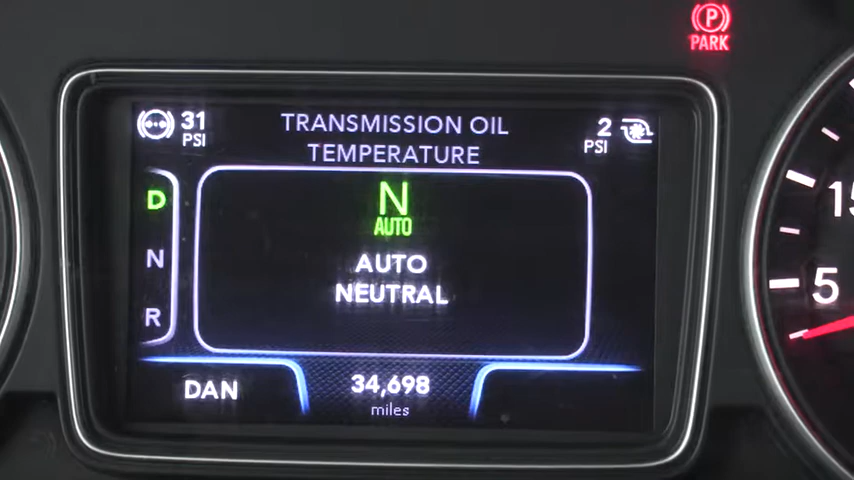 P
PARK
31
PSI
TRANSMISSION OIL
TEMPERATURE
2
PSI
D
N
R
N
AUTO
AUTO
NEUTRAL
DAN
34,698
miles
15
5